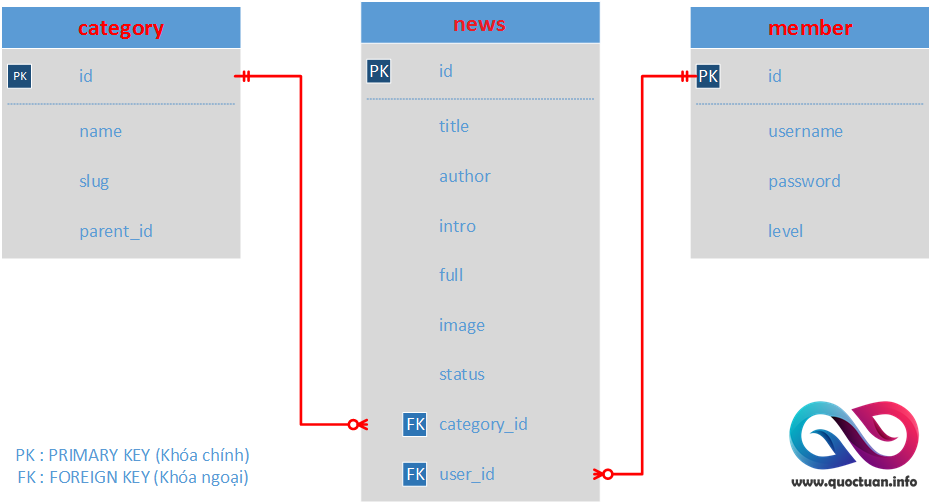 category
PK id
name
slug
parent_id
news
PK id
title
author
intro
full
image
status
FK category_id
FK user_id
member
PK id
username
password
level
PK : PRIMARY KEY (Khóa chính)
FK : FOREIGN KEY (Khóa ngoại)
www.quoctuan.info